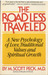 THE ROAD LESS
TRAVELED
A New Psychology
of Love, Traditional
Values and
Spiritual Growth
M. SCOTT PECK, M.D.